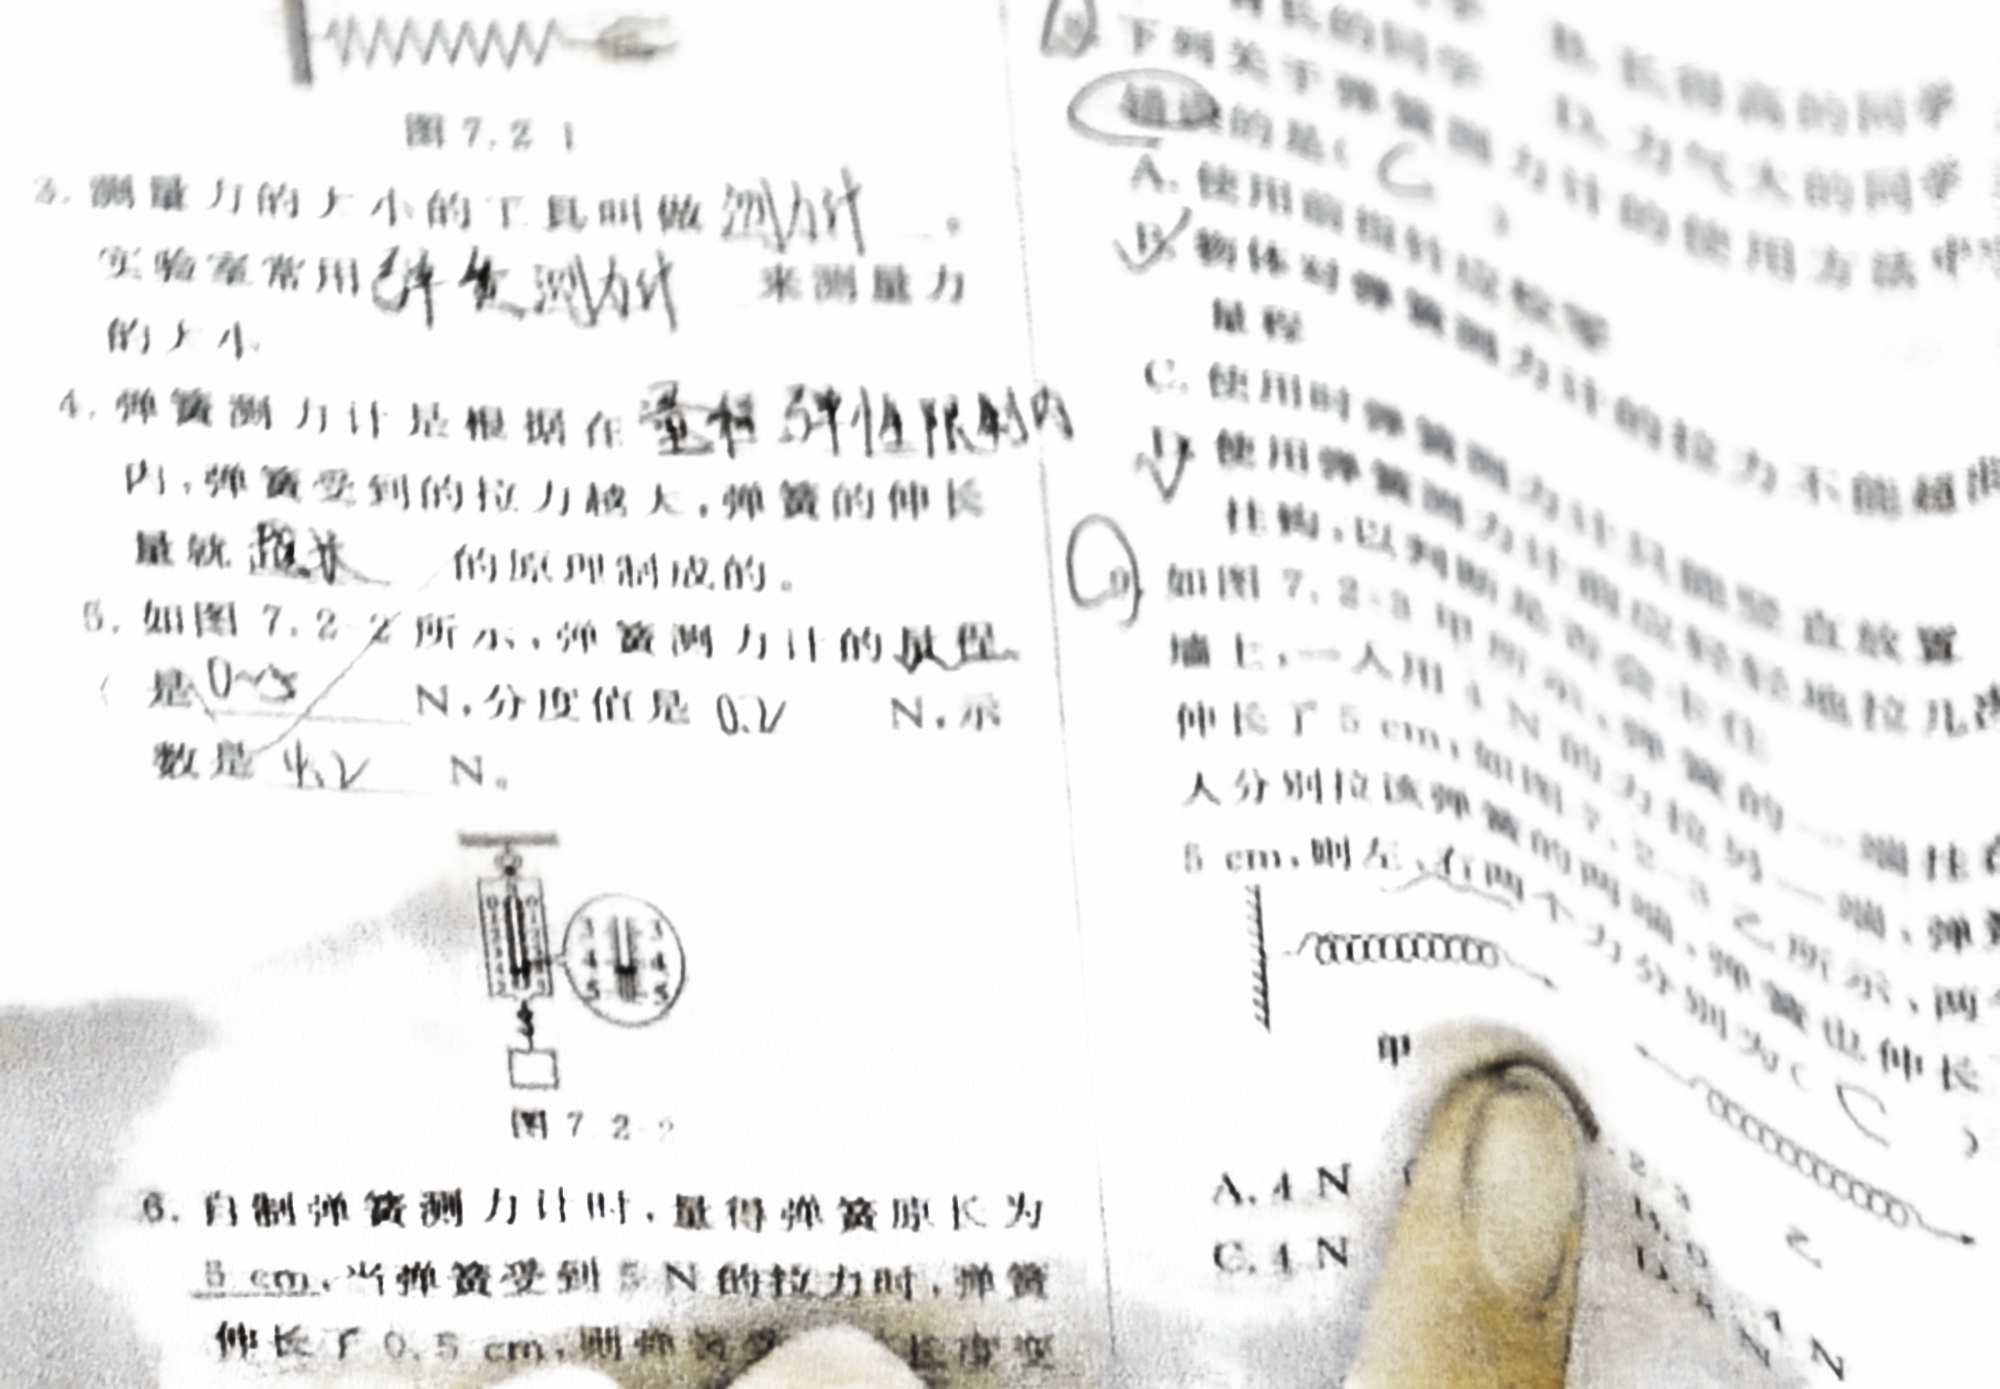 图 7.2 1
3. 测量力的大小的工具叫做 测力计 。
实验室常用 弹簧测力计 来测量力
的大小
4. 弹簧测力计是根据在 量程 弹性限制内
内,弹簧受到的拉力越大,弹簧的伸长
量就 越长 的原理制成的。
5. 如图 7.2-2 所示,弹簧测力计的量程
是 0~5 N,分度值是 0.2 N,示
数是 4.2 N。
0 0
3 3
4 4
5 5
图 7 2-2
6. 自制弹簧测力计时,量得弹簧原长为
5 cm,当弹簧受到 5 N 的拉力时,弹簧
伸长了 0.5 cm,则弹 长度变
的同学 B. 长得高的同学
D. 力气大的同学
下列关于弹簧测力计的使用方法中
错误的是( C )
A. 使用前指针应校零
B. 物体对弹簧测力计的拉力不能超
量程
C. 使用时弹簧测力计只能竖直放置
D. 使用弹簧测力计前应轻轻地拉几次
挂钩,以判断是否会卡住
9. 如图 7.2-3 甲所示,弹簧的一端挂在
墙上,一人用 4 N 的力拉另一端,弹簧
伸长了 5 cm,如图 7.2-3 乙所示,两
人分别拉该弹簧的两端,弹簧也伸长
5 cm,则左、右两个力分别为( C )
甲
乙
2-3
A. 4 N
C. 4 N
4 N
N